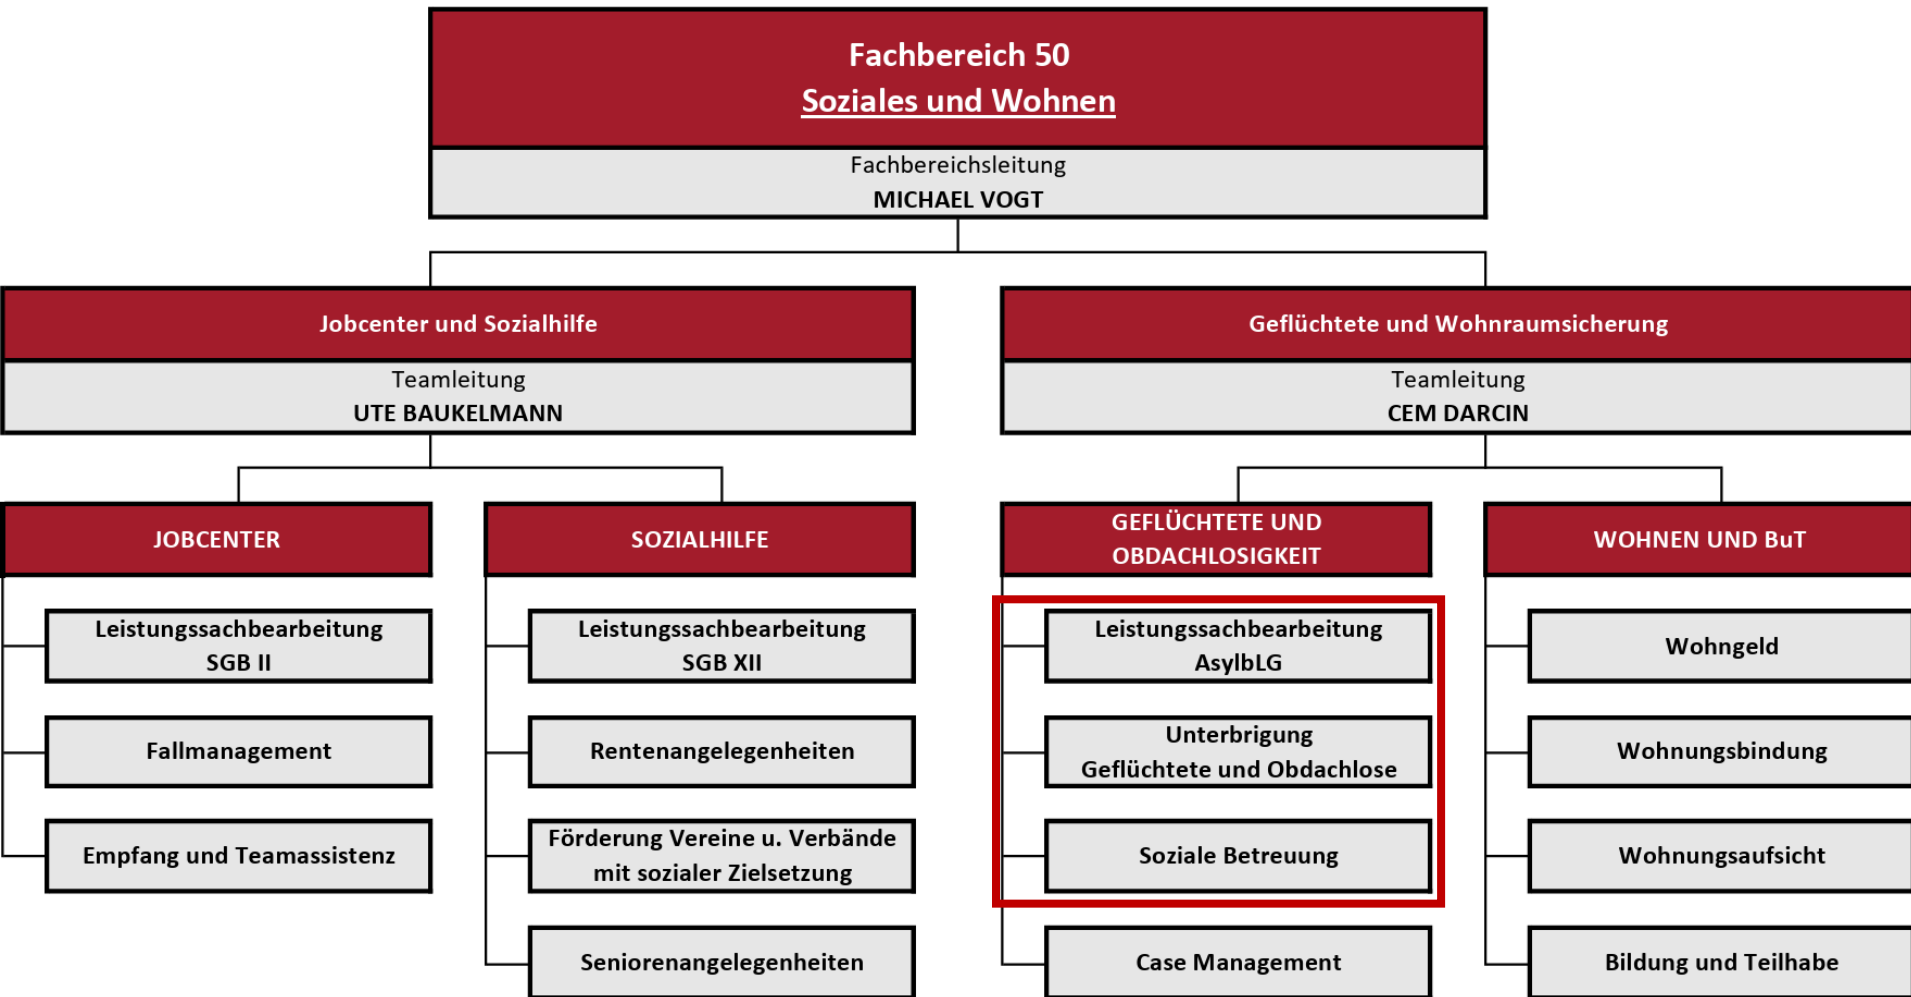 Fachbereich 50
Soziales und Wohnen
Fachbereichsleitung
MICHAEL VOGT
Jobcenter und Sozialhilfe
Teamleitung
UTE BAUKELMANN
Geflüchtete und Wohnraumsicherung
Teamleitung
CEM DARCIN
JOBCENTER
Leistungssachbearbeitung
SGB II
Fallmanagement
Empfang und Teamassistenz
SOZIALHILFE
Leistungssachbearbeitung
SGB XII
Rentenangelegenheiten
Förderung Vereine u. Verbände
mit sozialer Zielsetzung
Seniorenangelegenheiten
GEFLÜCHTETE UND
OBDACHLOSIGKEIT
Leistungssachbearbeitung
AsylbLG
Unterbrigung
Geflüchtete und Obdachlose
Soziale Betreuung
Case Management
WOHNEN UND BuT
Wohngeld
Wohnungsbindung
Wohnungsaufsicht
Bildung und Teilhabe